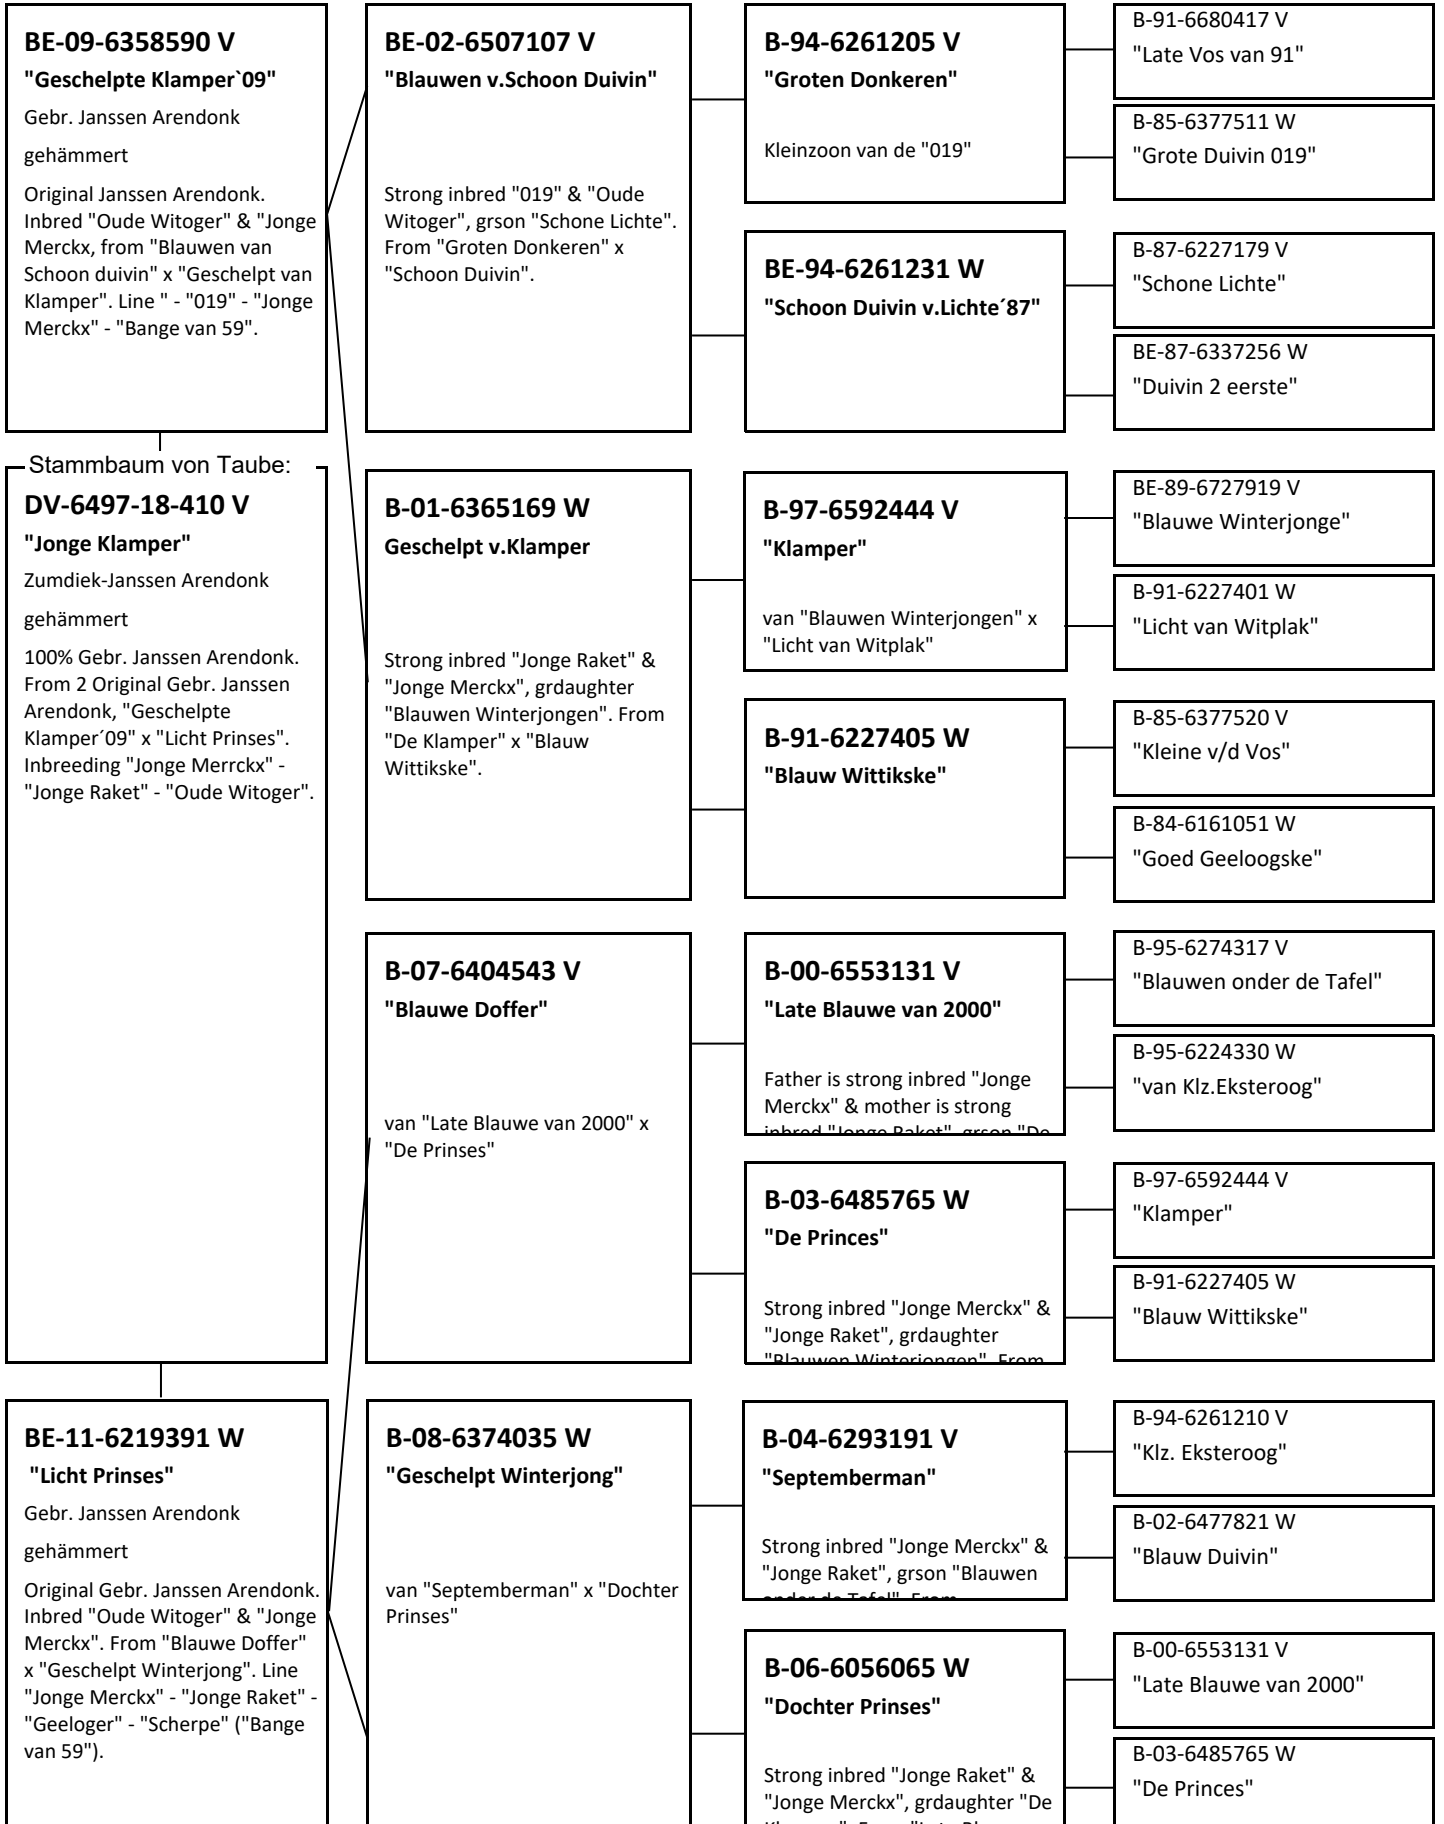 BE-09-6358590 V
"Geschelpte Klamper`09"
Gebr. Janssen Arendonk
gehämmert
Original Janssen Arendonk.
Inbred "Oude Witoger" & "Jonge
Merckx, from "Blauwen van
Schoon duivin" x "Geschelpt van
Klamper". Line " - "019" - "Jonge
Merckx" - "Bange van 59".
Stammbaum von Taube:
DV-6497-18-410 V
"Jonge Klamper"
Zumdiek-Janssen Arendonk
gehämmert
100% Gebr. Janssen Arendonk.
From 2 Original Gebr. Janssen
Arendonk, "Geschelpte
Klamper´09" x "Licht Prinses".
Inbreeding "Jonge Merrckx" -
"Jonge Raket" - "Oude Witoger".
BE-11-6219391 W
"Licht Prinses"
Gebr. Janssen Arendonk
gehämmert
Original Gebr. Janssen Arendonk.
Inbred "Oude Witoger" & "Jonge
Merckx". From "Blauwe Doffer"
x "Geschelpt Winterjong". Line
"Jonge Merckx" - "Jonge Raket" -
"Geeloger" - "Scherpe" ("Bange
van 59").
BE-02-6507107 V
"Blauwen v.Schoon Duivin"
Strong inbred "019" & "Oude
Witoger", grson "Schone Lichte".
From "Groten Donkeren" x
"Schoon Duivin".
B-01-6365169 W
Geschelpt v.Klamper
Strong inbred "Jonge Raket" &
"Jonge Merckx", grdaughter
"Blauwen Winterjongen". From
"De Klamper" x "Blauw
Wittikske".
B-07-6404543 V
"Blauwe Doffer"
van "Late Blauwe van 2000" x
"De Prinses"
B-08-6374035 W
"Geschelpt Winterjong"
van "Septemberman" x "Dochter
Prinses"
B-94-6261205 V
"Groten Donkeren"
Kleinzoon van de "019"
BE-94-6261231 W
"Schoon Duivin v.Lichte´87"
B-97-6592444 V
"Klamper"
van "Blauwen Winterjongen" x
"Licht van Witplak"
B-91-6227405 W
"Blauw Wittikske"
B-00-6553131 V
"Late Blauwe van 2000"
Father is strong inbred "Jonge
Merckx" & mother is strong
inbred "Jonge Raket", grson "De
B-03-6485765 W
"De Princes"
Strong inbred "Jonge Merckx" &
"Jonge Raket", grdaughter
"Blauwen Winterjongen". From
B-04-6293191 V
"Septemberman"
Strong inbred "Jonge Merckx" &
"Jonge Raket", grson "Blauwen
onder de Tafel". From
B-06-6056065 W
"Dochter Prinses"
Strong inbred "Jonge Raket" &
"Jonge Merckx", grdaughter "De
B-91-6680417 V
"Late Vos van 91"
B-85-6377511 W
"Grote Duivin 019"
B-87-6227179 V
"Schone Lichte"
BE-87-6337256 W
"Duivin 2 eerste"
BE-89-6727919 V
"Blauwe Winterjonge"
B-91-6227401 W
"Licht van Witplak"
B-85-6377520 V
"Kleine v/d Vos"
B-84-6161051 W
"Goed Geeloogske"
B-95-6274317 V
"Blauwen onder de Tafel"
B-95-6224330 W
"van Klz.Eksteroog"
B-97-6592444 V
"Klamper"
B-91-6227405 W
"Blauw Wittikske"
B-94-6261210 V
"Klz. Eksteroog"
B-02-6477821 W
"Blauw Duivin"
B-00-6553131 V
"Late Blauwe van 2000"
B-03-6485765 W
"De Princes"